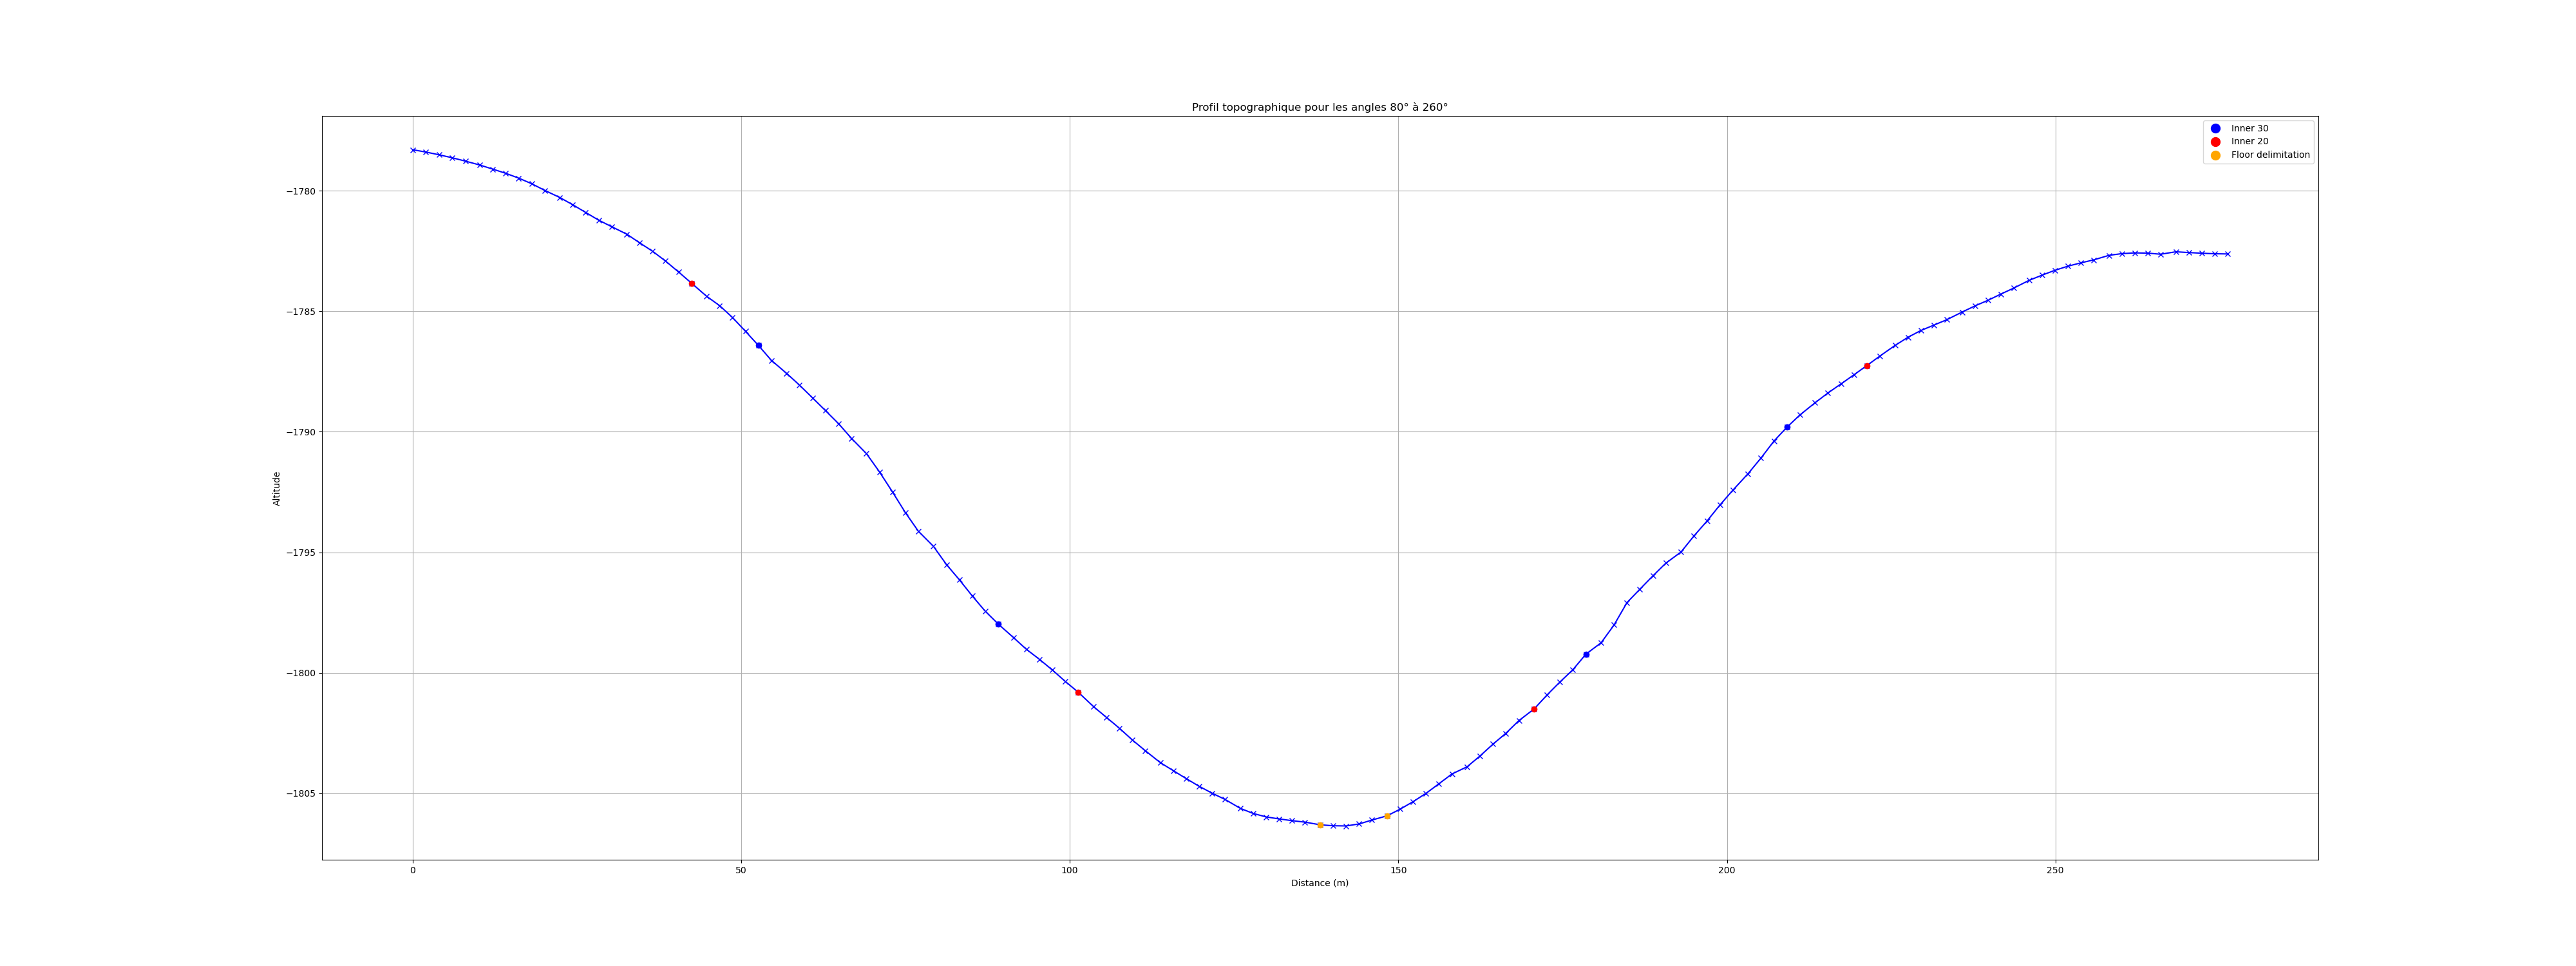 Profil topographique pour les angles 80° à 260°
Inner 30
Inner 20
Floor delimitation
Altitude
−1780
−1785
−1790
−1795
−1800
−1805
0 50 100 150 200 250
Distance (m)